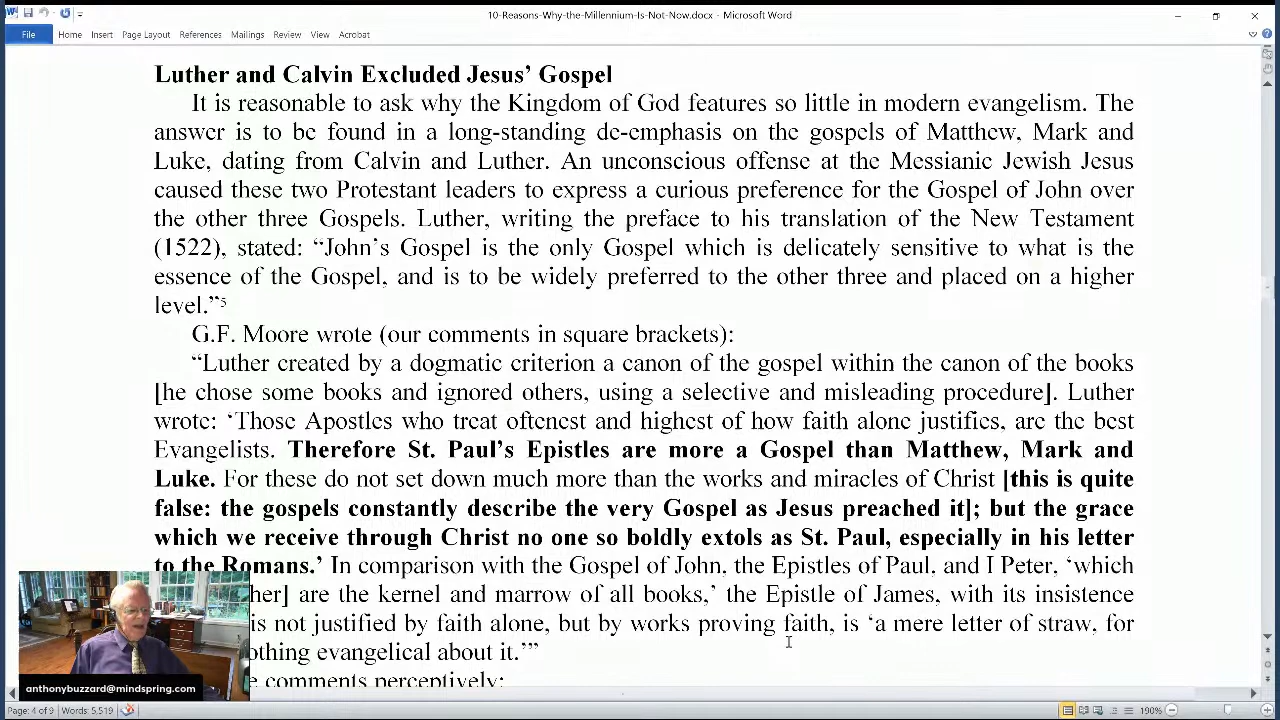 10-Reasons-Why-the-Millennium-Is-Not-Now.docx - Microsoft Word
File Home Insert Page Layout References Mailings Review View Acrobat
Luther and Calvin Excluded Jesus’ Gospel
It is reasonable to ask why the Kingdom of God features so little in modern evangelism. The
answer is to be found in a long-standing de-emphasis on the gospels of Matthew, Mark and
Luke, dating from Calvin and Luther. An unconscious offense at the Messianic Jewish Jesus
caused these two Protestant leaders to express a curious preference for the Gospel of John over
the other three Gospels. Luther, writing the preface to his translation of the New Testament
(1522), stated: “John’s Gospel is the only Gospel which is delicately sensitive to what is the
essence of the Gospel, and is to be widely preferred to the other three and placed on a higher
level.”5
G.F. Moore wrote (our comments in square brackets):
“Luther created by a dogmatic criterion a canon of the gospel within the canon of the books
[he chose some books and ignored others, using a selective and misleading procedure]. Luther
wrote: ‘Those Apostles who treat oftenest and highest of how faith alone justifies, are the best
Evangelists. Therefore St. Paul’s Epistles are more a Gospel than Matthew, Mark and
Luke. For these do not set down much more than the works and miracles of Christ [this is quite
false: the gospels constantly describe the very Gospel as Jesus preached it]; but the grace
which we receive through Christ no one so boldly extols as St. Paul, especially in his letter
to the Romans.’ In comparison with the Gospel of John, the Epistles of Paul, and I Peter, ‘which
her] are the kernel and marrow of all books,’ the Epistle of James, with its insistence
is not justified by faith alone, but by works proving faith, is ‘a mere letter of straw, for
othing evangelical about it.’”
e comments perceptively:
anthonybuzzard@mindspring.com
Page: 4 of 9 Words: 5,519 190%